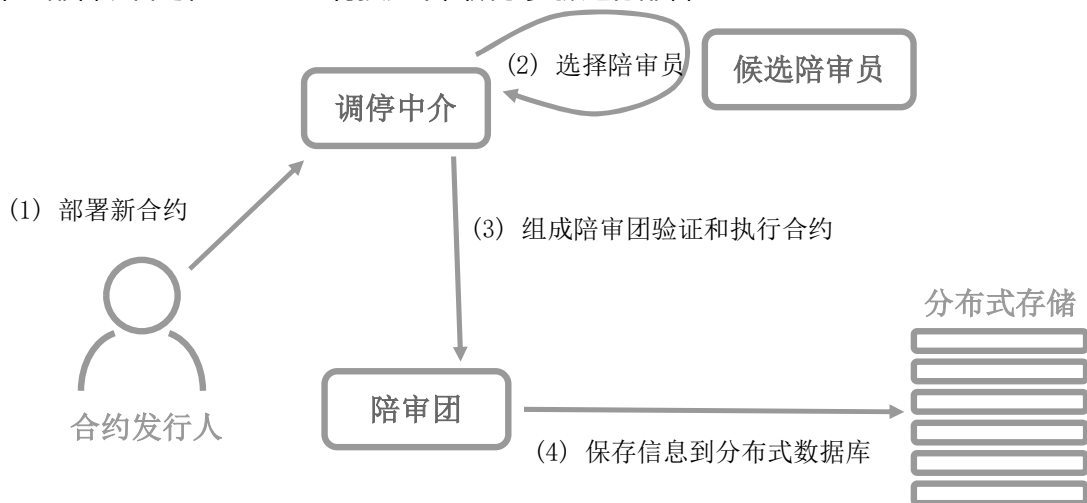 (2) 选择陪审员
候选陪审员
调停中介
(1) 部署新合约
(3) 组成陪审团验证和执行合约
分布式存储
陪审团
合约发行人
(4) 保存信息到分布式数据库